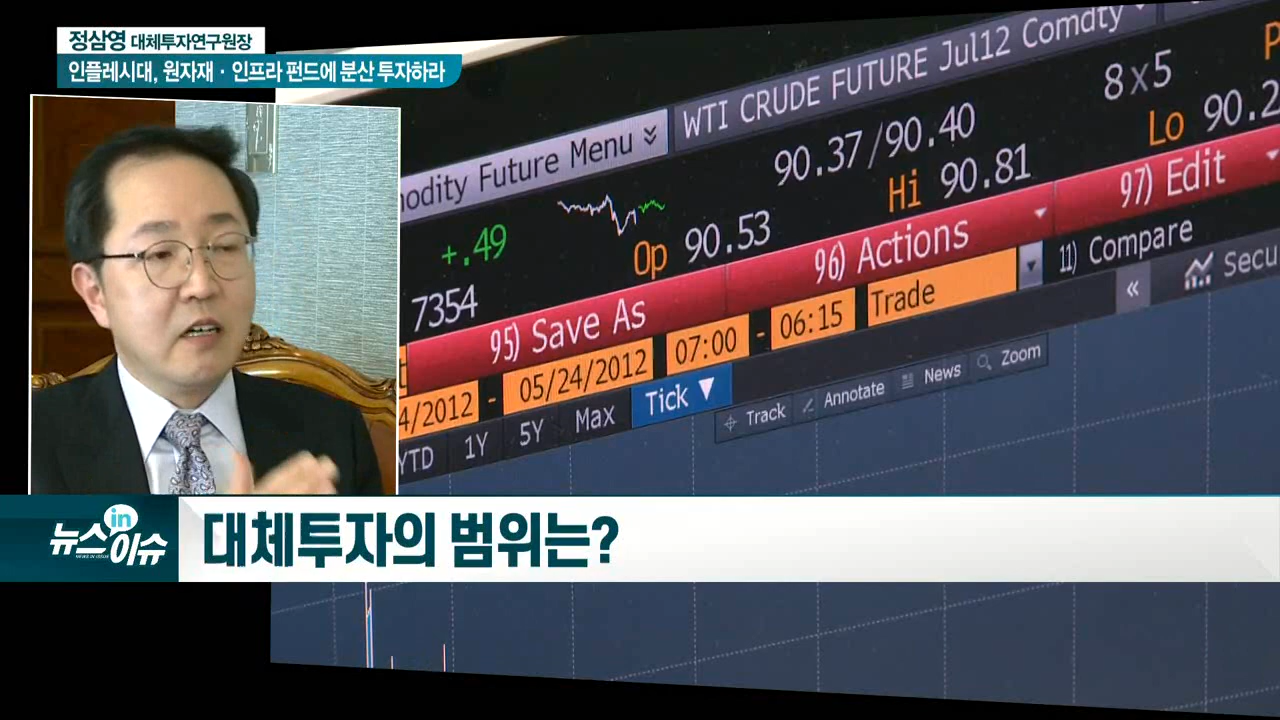 정삼영 대체투자연구원장
인플레시대, 원자재 · 인프라 펀드에 분산 투자하라
WTI CRUDE FUTURE Jul12 Comdty
modity Future Menu
90.37/90.40
8x5
P
+.49
Op 90.53
Hi 90.81
Lo 90.2
7354
95) Save As
96) Actions
97) Edit
4/2012 - 05/24/2012
07:00 - 06:15
Trade
11) Compare
YTD
1Y
5Y
Max
Tick
Track
Annotate
News
Zoom
«
Secu
뉴스 in 이슈
NEWS IN ISSUE
대체투자의 범위는?